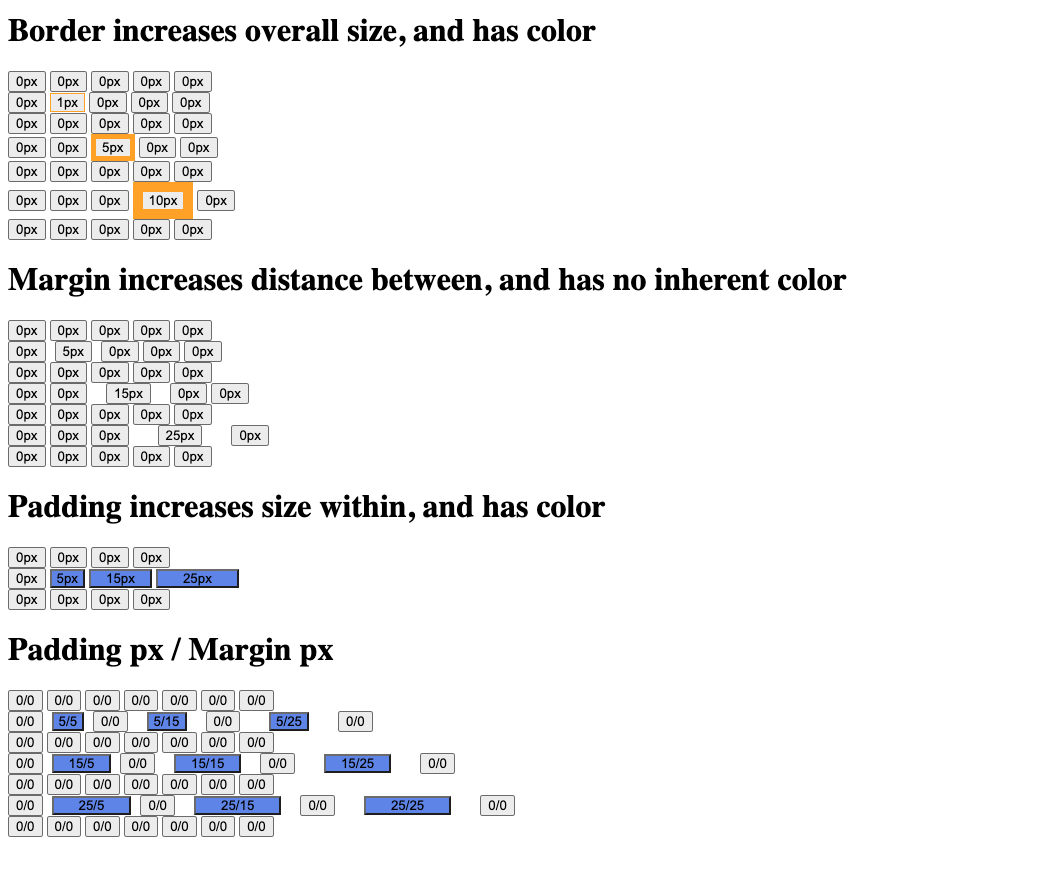 Border increases overall size, and has color
0px 0px 0px 0px 0px
0px 1px 0px 0px 0px
0px 0px 0px 0px 0px
0px 0px 5px 0px 0px
0px 0px 0px 0px 0px
0px 0px 0px 10px 0px
0px 0px 0px 0px 0px
Margin increases distance between, and has no inherent color
0px 0px 0px 0px 0px
0px 5px 0px 0px 0px
0px 0px 0px 0px 0px
0px 0px 15px 0px 0px
0px 0px 0px 0px 0px
0px 0px 0px 25px 0px
0px 0px 0px 0px 0px
Padding increases size within, and has color
0px 0px 0px 0px
0px 5px 15px 25px
0px 0px 0px 0px
Padding px / Margin px
0/0 0/0 0/0 0/0 0/0 0/0 0/0
0/0 5/5 0/0 5/15 0/0 5/25 0/0
0/0 0/0 0/0 0/0 0/0 0/0 0/0
0/0 15/5 0/0 15/15 0/0 15/25 0/0
0/0 0/0 0/0 0/0 0/0 0/0 0/0
0/0 25/5 0/0 25/15 0/0 25/25 0/0
0/0 0/0 0/0 0/0 0/0 0/0 0/0